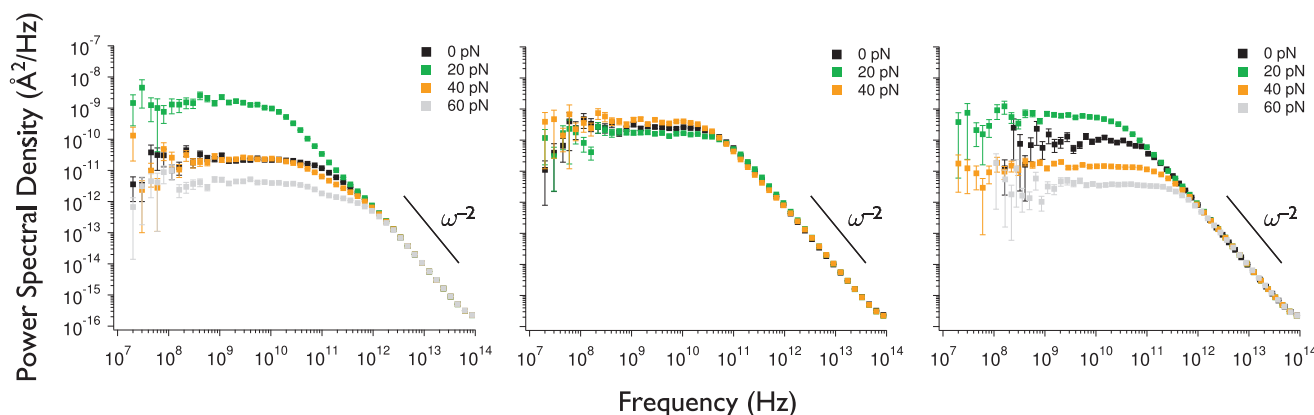 Power Spectral Density (Å²/Hz)
10⁻⁷
10⁻⁸
10⁻⁹
10⁻¹⁰
10⁻¹¹
10⁻¹²
10⁻¹³
10⁻¹⁴
10⁻¹⁵
10⁻¹⁶
0 pN
20 pN
40 pN
60 pN
ω⁻²
10⁷ 10⁸ 10⁹ 10¹⁰ 10¹¹ 10¹² 10¹³ 10¹⁴
0 pN
20 pN
40 pN
ω⁻²
10⁷ 10⁸ 10⁹ 10¹⁰ 10¹¹ 10¹² 10¹³ 10¹⁴
0 pN
20 pN
40 pN
60 pN
ω⁻²
10⁷ 10⁸ 10⁹ 10¹⁰ 10¹¹ 10¹² 10¹³ 10¹⁴
Frequency (Hz)